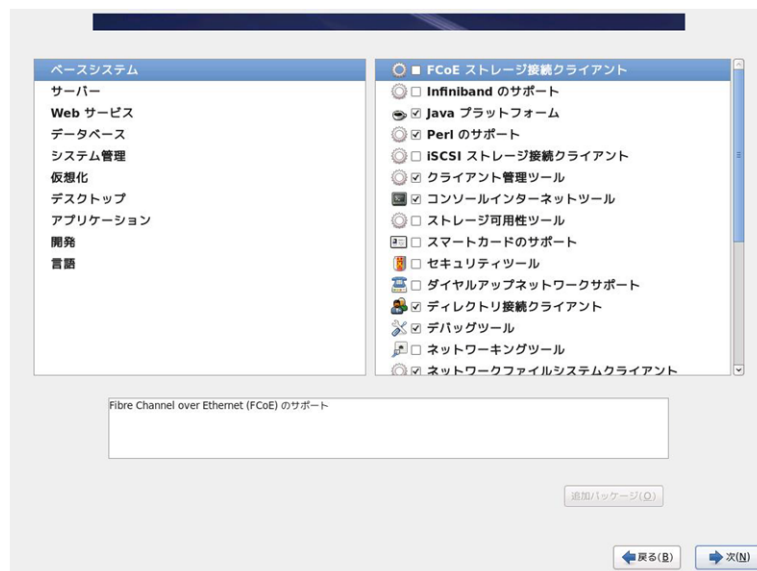 ベースシステム
サーバー
Web サービス
データベース
システム管理
仮想化
デスクトップ
アプリケーション
開発
言語
FCoE ストレージ接続クライアント
Infiniband のサポート
Java プラットフォーム
Perl のサポート
iSCSI ストレージ接続クライアント
クライアント管理ツール
コンソールインターネットツール
ストレージ可用性ツール
スマートカードのサポート
セキュリティツール
ダイヤルアップネットワークサポート
ディレクトリ接続クライアント
デバッグツール
ネットワーキングツール
ネットワークファイルシステムクライアント
Fibre Channel over Ethernet (FCoE) のサポート
追加パッケージ(O)
戻る(B)
次(N)